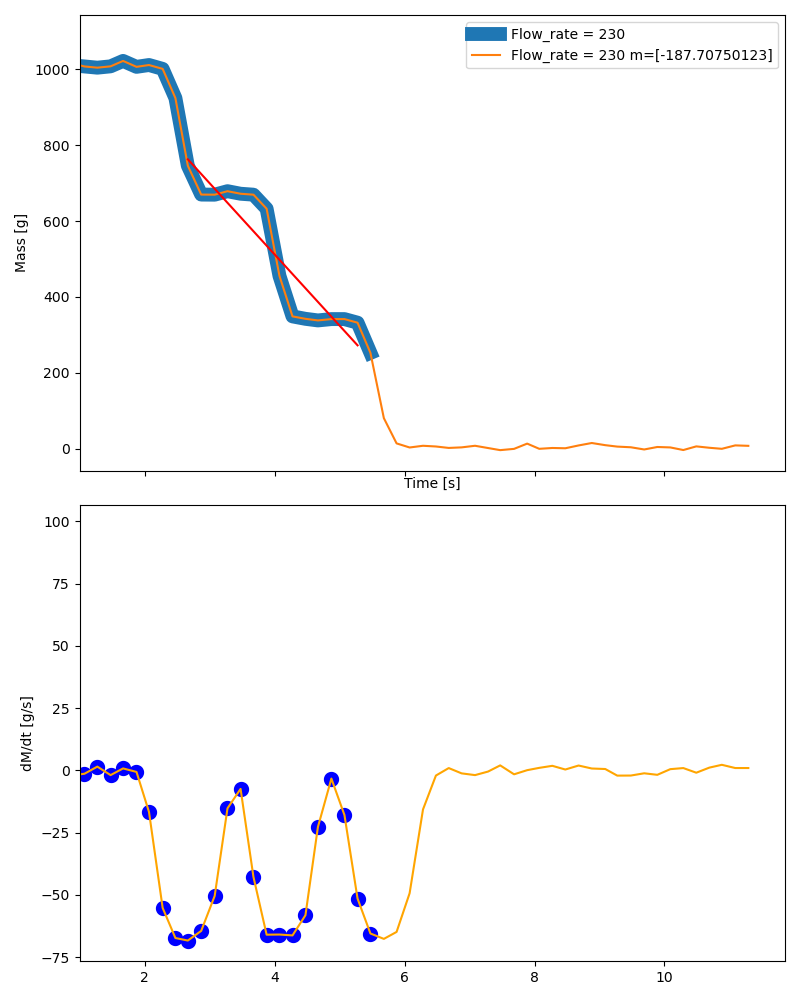 Flow_rate = 230
Flow_rate = 230 m=[-187.70750123]
1000
800
600
400
200
0
Mass [g]
Time [s]
100
75
50
25
0
−25
−50
−75
dM/dt [g/s]
2 4 6 8 10